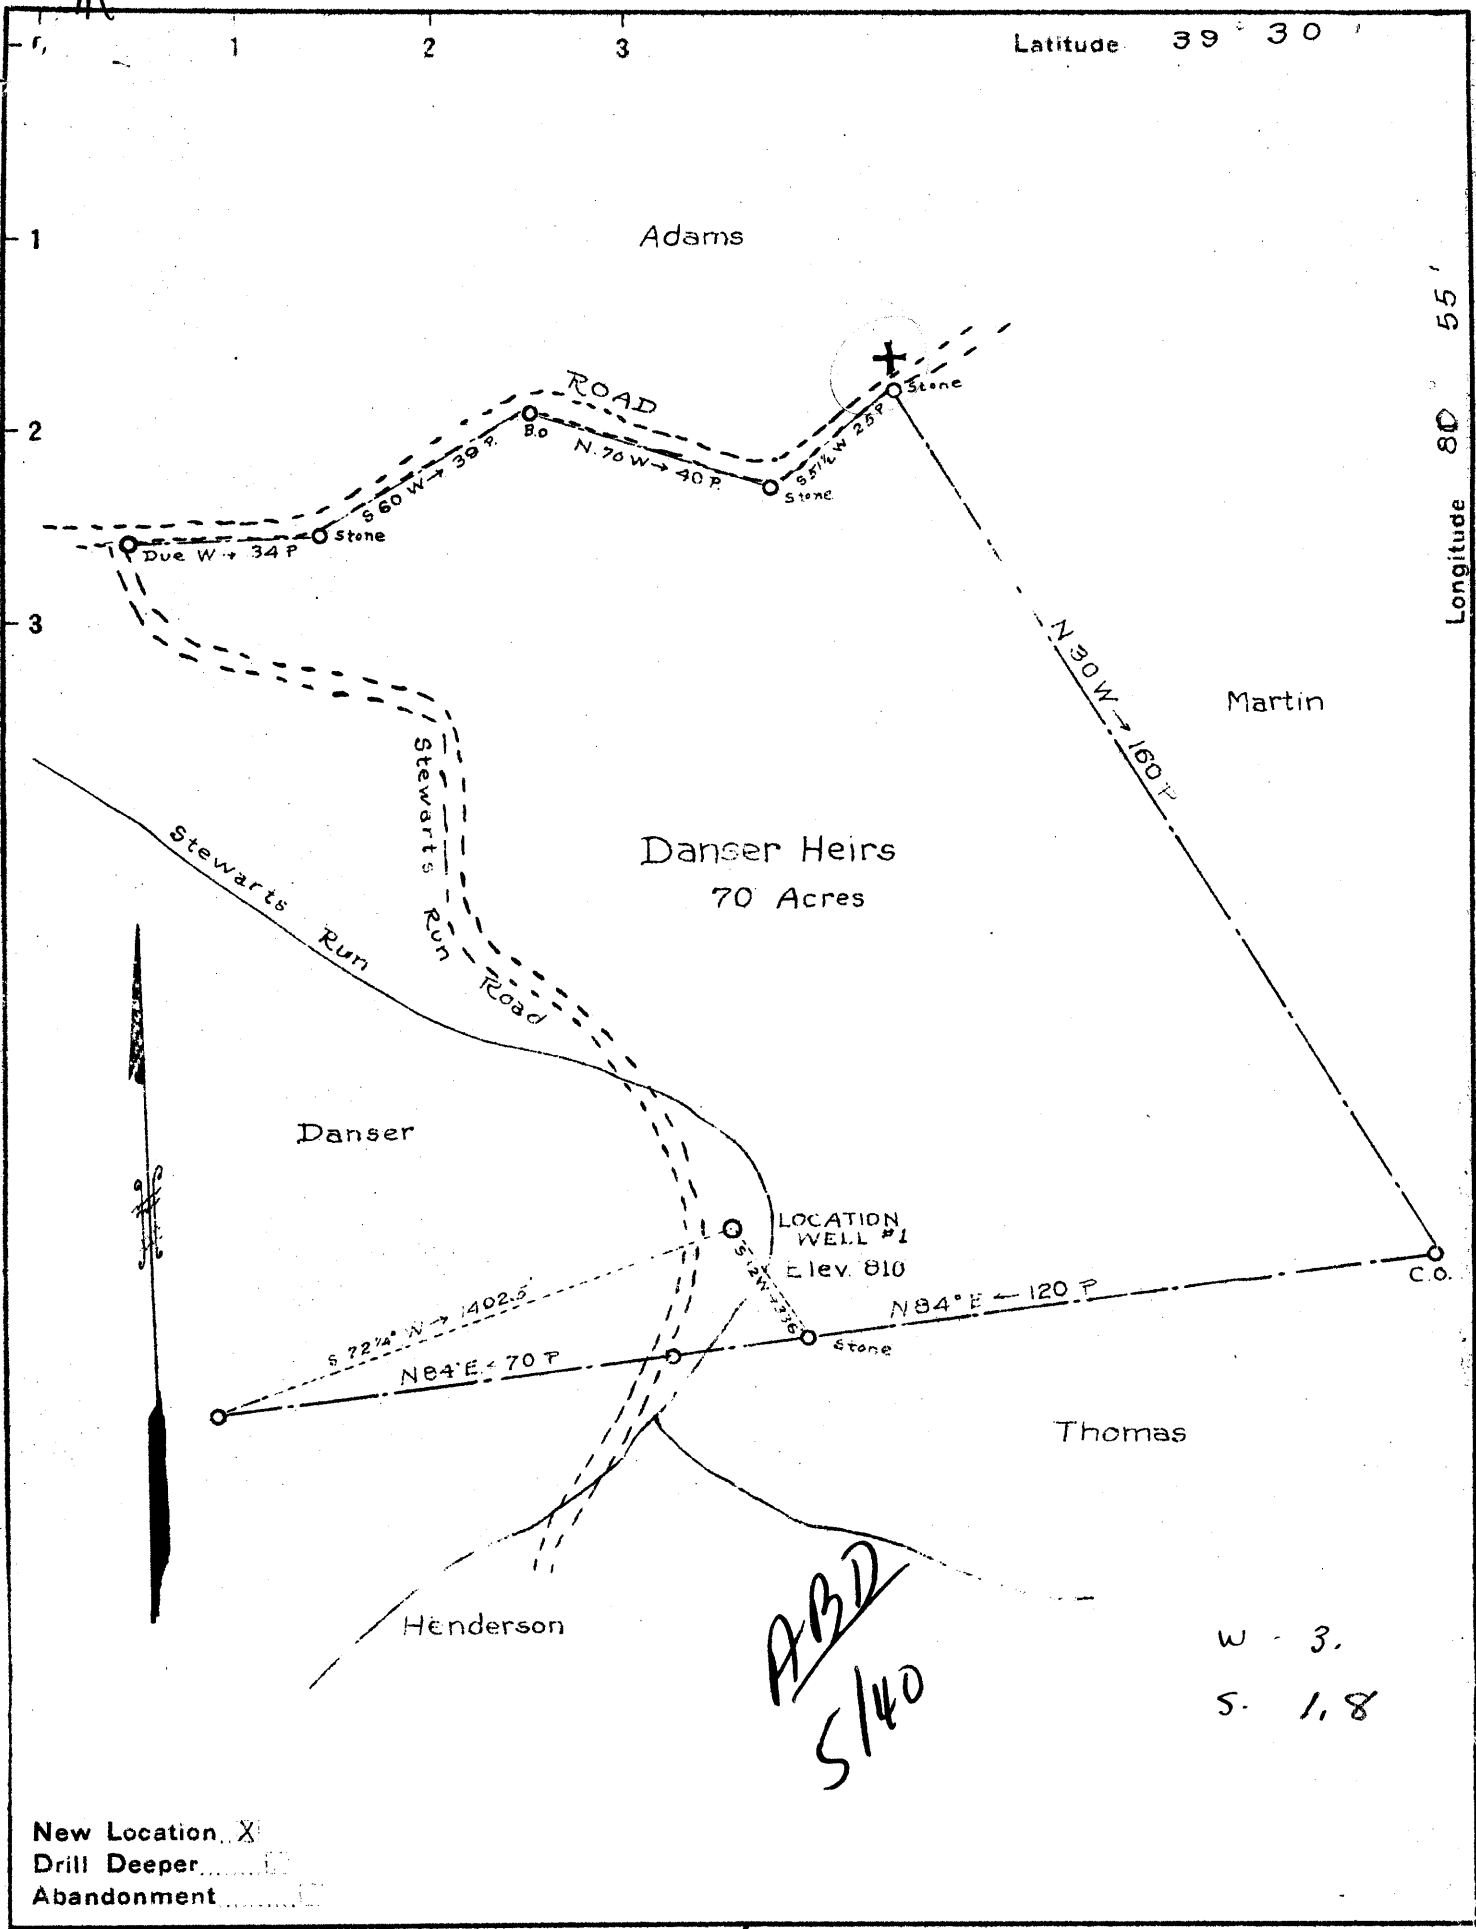 1 2 3 Latitude 39° 30'
1
Adams
Longitude 80° 55'
ROAD
Stone
2
B.O
N. 70 W → 40 P.
S 51½ W 25 P
Stone
S 60 W → 39 P.
Stone
Due W → 34 P
3
N 30 W → 160 P
Martin
Stewarts Run Road
Stewarts Run
Danser Heirs
70 Acres
Danser
LOCATION
WELL #1
Elev. 810
C.O.
N 84° E ← 120 P
S 72¼° W → 1402.5'
Stone
N 84° E ← 70 P
Thomas
Henderson
ABD
5/40
W - 3.
S. 1.8
New Location X
Drill Deeper
Abandonment